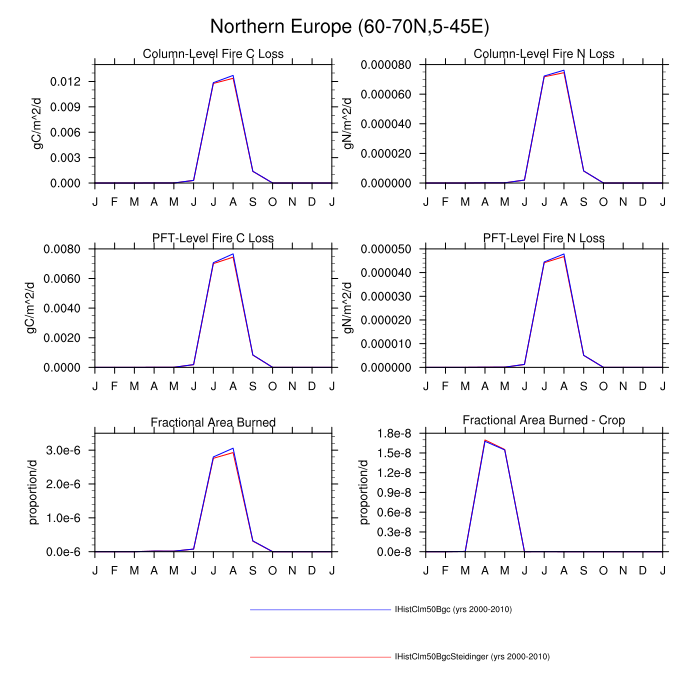 Northern Europe (60-70N,5-45E)
Column-Level Fire C Loss
gC/m^2/d
0.012
0.009
0.006
0.003
0.000
J F M A M J J A S O N D J
Column-Level Fire N Loss
gN/m^2/d
0.000080
0.000060
0.000040
0.000020
0.000000
J F M A M J J A S O N D J
PFT-Level Fire C Loss
gC/m^2/d
0.0080
0.0060
0.0040
0.0020
0.0000
J F M A M J J A S O N D J
PFT-Level Fire N Loss
gN/m^2/d
0.000050
0.000040
0.000030
0.000020
0.000010
0.000000
J F M A M J J A S O N D J
Fractional Area Burned
proportion/d
3.0e-6
2.0e-6
1.0e-6
0.0e-6
J F M A M J J A S O N D J
Fractional Area Burned - Crop
proportion/d
1.8e-8
1.5e-8
1.2e-8
0.9e-8
0.6e-8
0.3e-8
0.0e-8
J F M A M J J A S O N D J
IHistClm50Bgc (yrs 2000-2010)
IHistClm50BgcSteidinger (yrs 2000-2010)